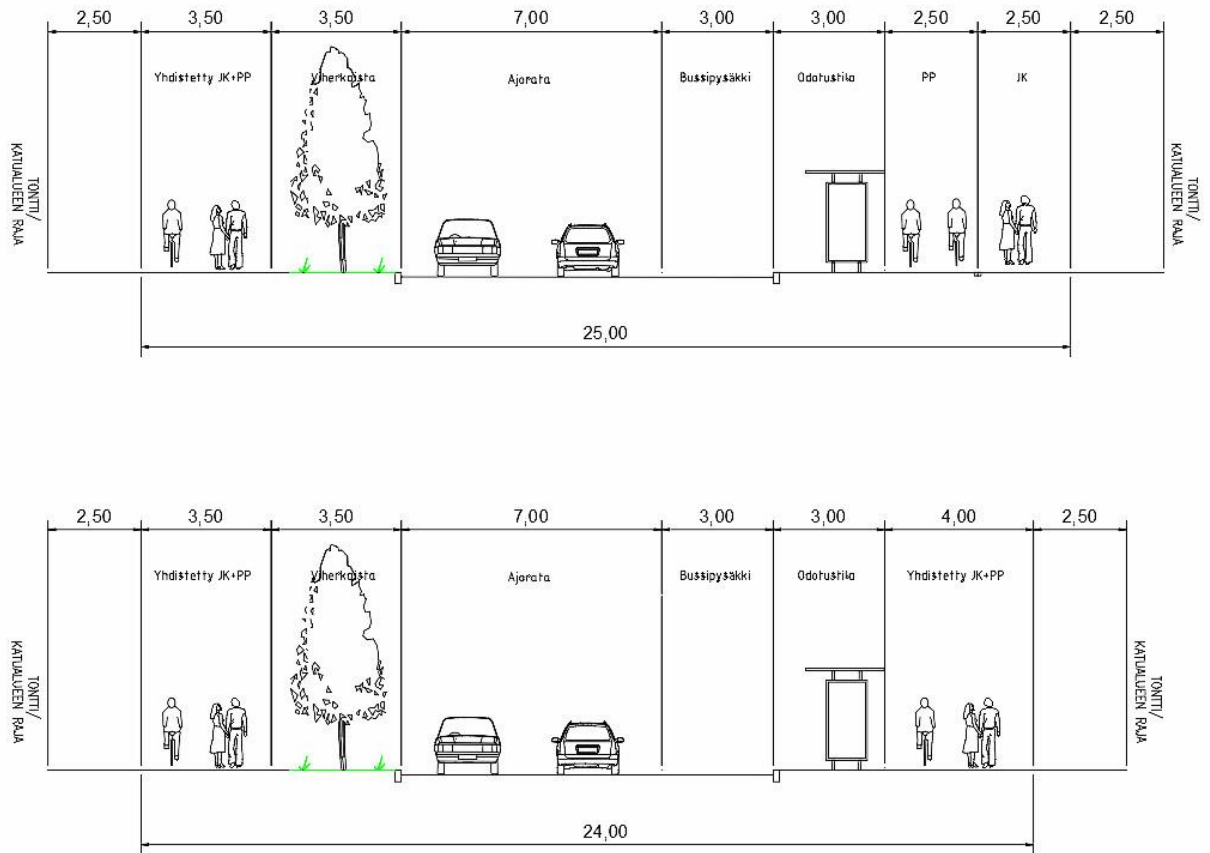 2,50 3,50 3,50 7,00 3,00 3,00 2,50 2,50 2,50
Yhdistetty JK+PP Viherkaista Ajorata Bussipysäkki Odotustila PP JK
TONTTI/
KATUALUEEN RAJA
TONTTI/
KATUALUEEN RAJA
25,00
2,50 3,50 3,50 7,00 3,00 3,00 4,00 2,50
Yhdistetty JK+PP Viherkaista Ajorata Bussipysäkki Odotustila Yhdistetty JK+PP
TONTTI/
KATUALUEEN RAJA
TONTTI/
KATUALUEEN RAJA
24,00